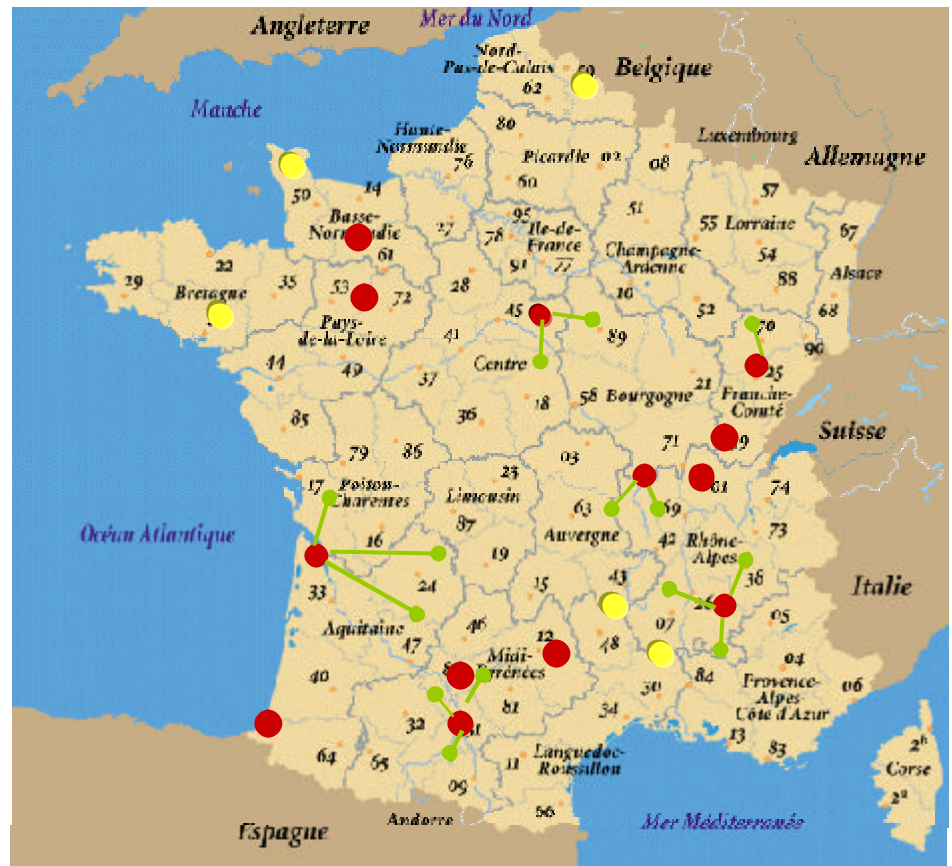 Mer du Nord
Angleterre
Nord-
Pas-de-Calais
Belgique
62
Manche
80
Haute-
Normandie
Luxembourg
Picardie
02
08
Allemagne
76
60
57
50
14
51
95
55
Lorraine
67
Basse-
Normandie
27
78
Ile-de-
France
Champagne-
Ardenne
54
61
91
77
22
88
Alsace
29
35
53
28
Bretagne
72
10
52
68
45
Pays-
de-la-Loire
41
89
70
90
44
49
Centre
37
25
58
Bourgogne
21
Franche-
Comté
18
36
85
Suisse
71
39
79
86
03
23
01
17
Poitou-
Charentes
Limousin
74
63
69
87
Océan Atlantique
16
Auvergne
42
Rhône-
Alpes
73
19
24
15
43
38
Italie
33
26
07
05
Aquitaine
46
12
48
47
Midi-
Pyrénées
04
40
84
Provence-
Alpes-
Côte d'Azur
06
30
81
34
32
13
83
64
65
11
Languedoc-
Roussillon
2b
Corse
09
2a
66
Andorre
Espagne
Mer Méditerranée